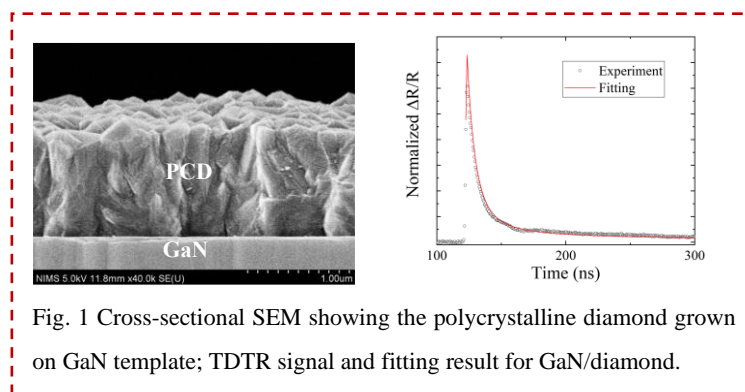 PCD
GaN
NIMS 5.0kV 11.8mm x40.0k SE(U)
1.00um
Normalized ΔR/R
Experiment
Fitting
100
200
300
Time (ns)
Fig. 1 Cross-sectional SEM showing the polycrystalline diamond grown
on GaN template; TDTR signal and fitting result for GaN/diamond.